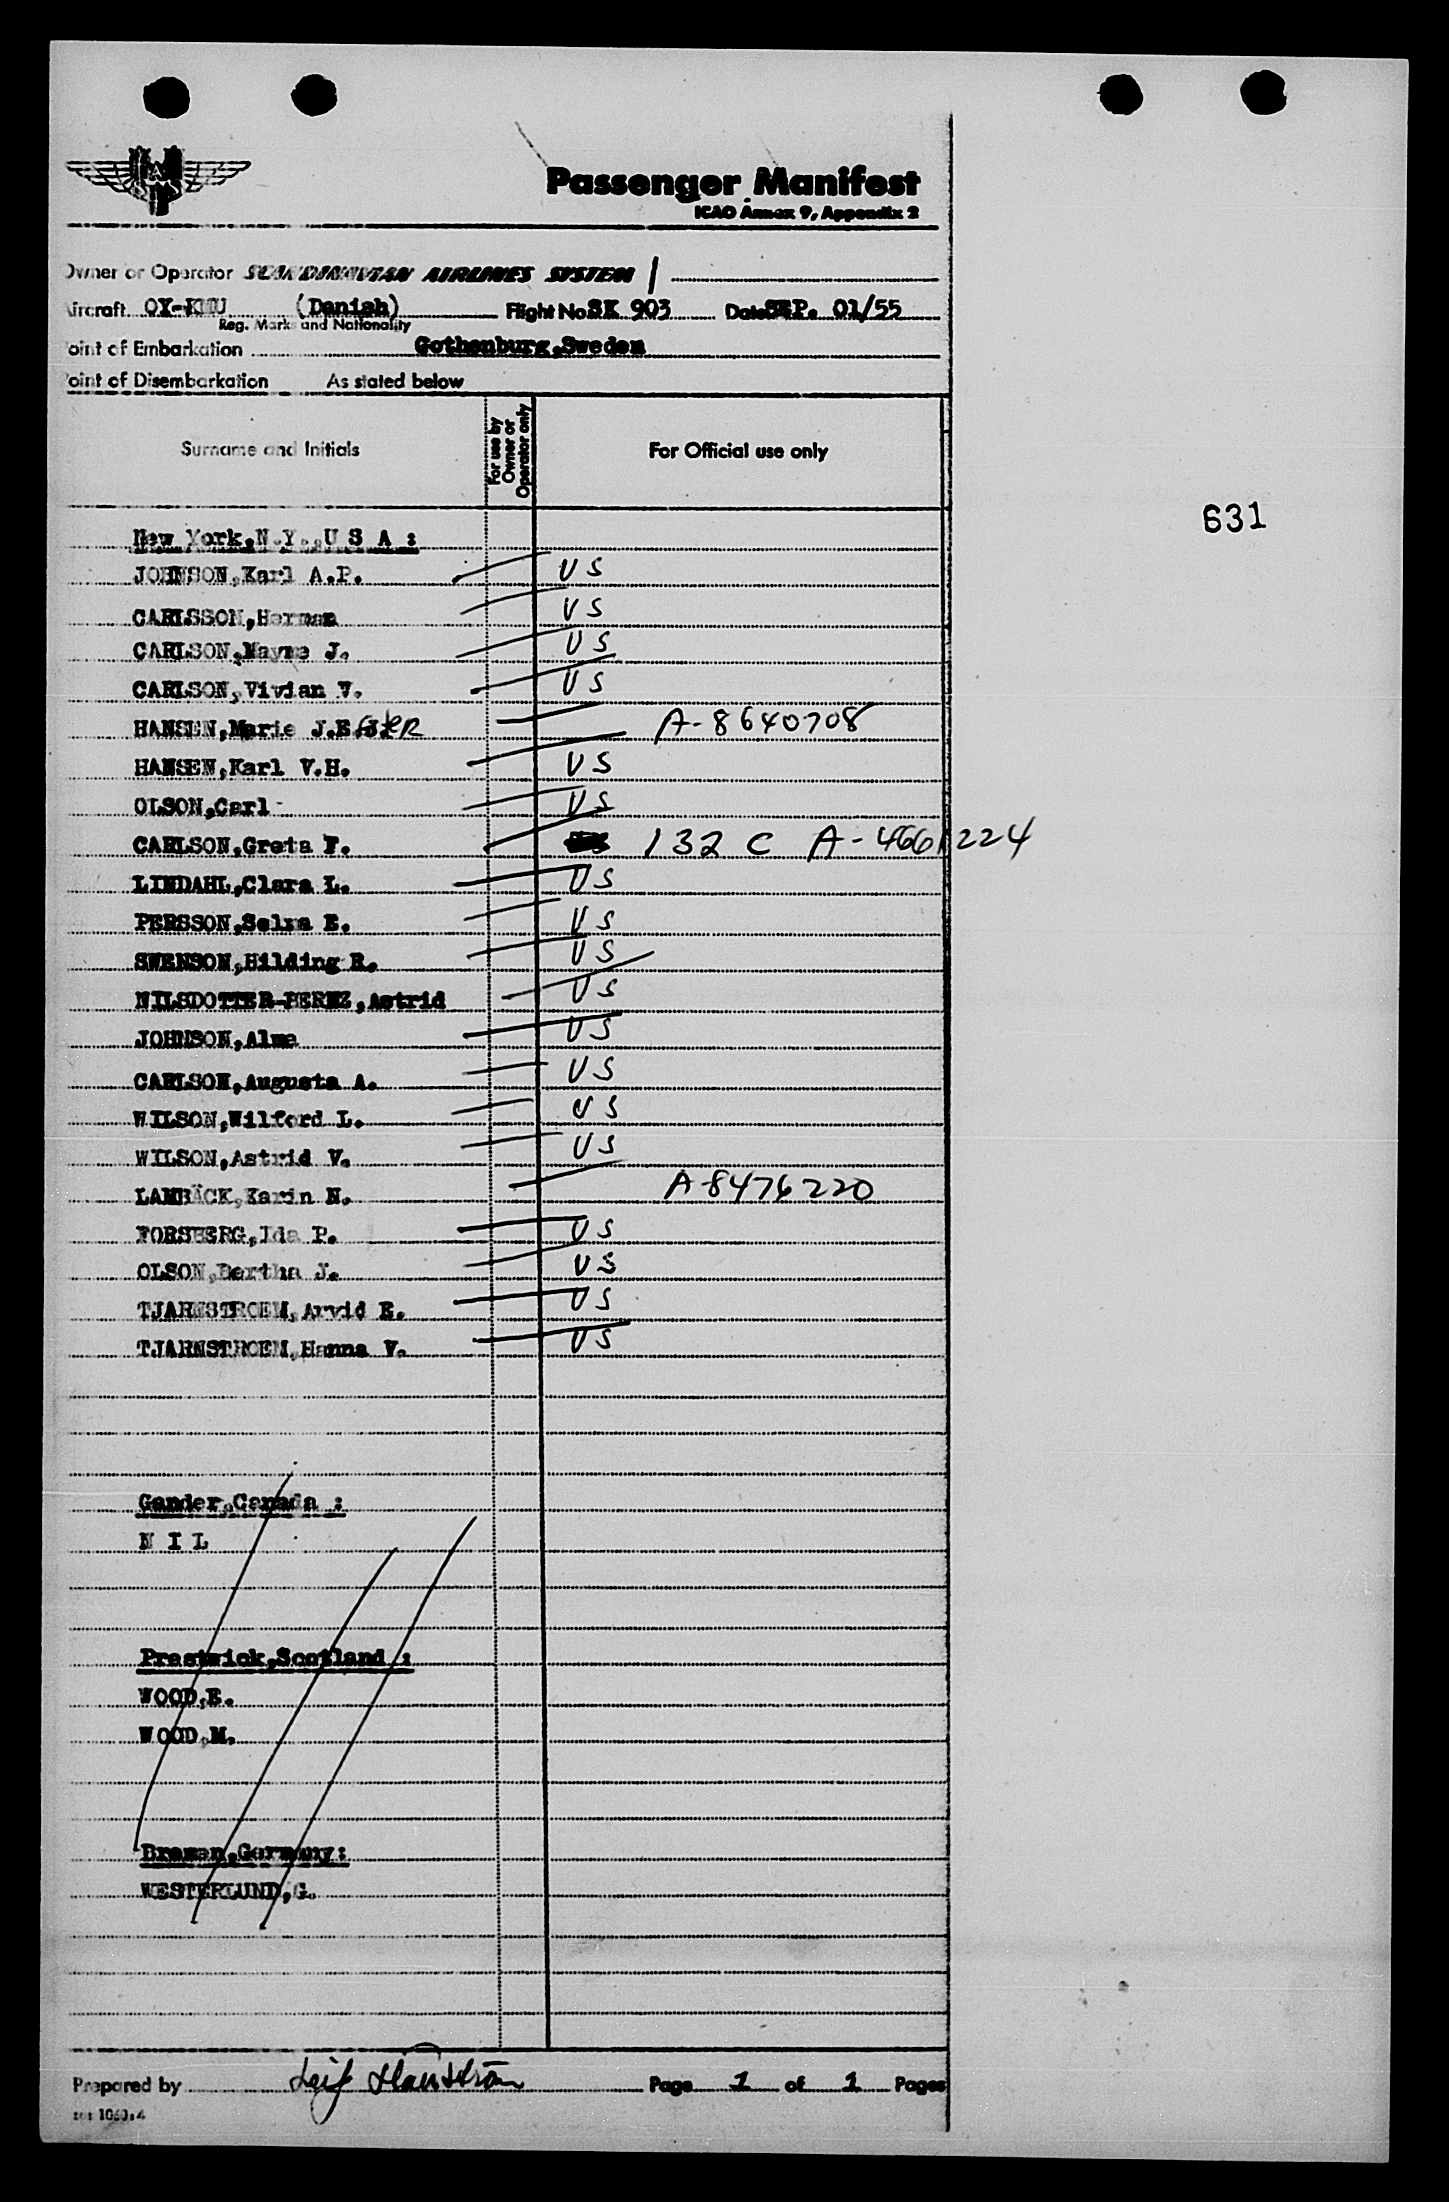 Passenger Manifest
ICAO Annex 9, Appendix 2
Owner or Operator SCANDINAVIAN AIRLINES SYSTEM
Aircraft OY-KMU (Danish) Flight No SK 903 Date SEP. 01/55
Reg. Marks and Nationality
Point of Embarkation Gothenburg,Sweden
Point of Disembarkation As stated below
Surname and Initials For use by Owner or Operator only For Official use only
631
New York,N.Y.,U S A :
JOHNSON,Karl A.P. US
CARLSSON,Herman US
CARLSON,Mayme J. US
CARLSON,Vivian V. US
HANSEN,Marie J.E. A-8640708
HANSEN,Karl V.H. US
OLSON,Carl US
CARLSON,Greta F. 132 C A-4661224
LINDAHL,Clara L. US
PERSSON,Selma E. US
SWENSON,Hilding R. US
NILSDOTTER-BERNZ,Astrid US
JOHNSON,Alma US
CARLSON,Augusta A. US
WILSON,Wilford L. US
WILSON,Astrid V. US
LAMBÄCK,Karin N. A-8476220
FORSBERG,Ida P. US
OLSON,Bertha J. US
TJARNSTROEM,Arvid E. US
TJARNSTROEM,Hanna V. US
Gander,Canada :
N I L
Prestwick,Scotland :
WOOD,E.
WOOD,M.
Bremen,Germany:
WESTERLUND,G.
Prepared by Leif Page 1 of 1 Pages